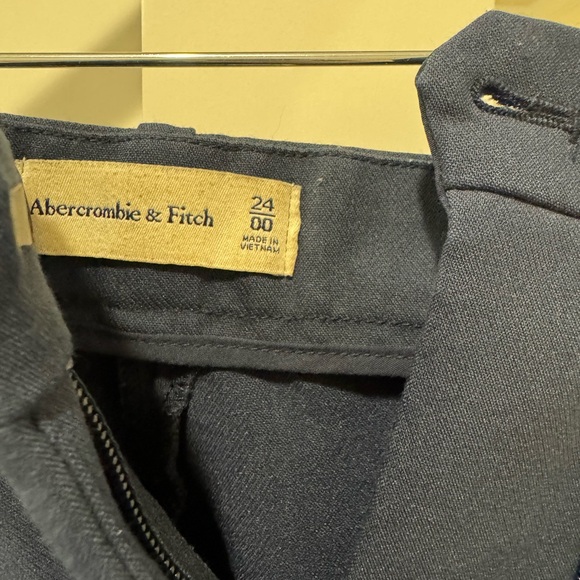 Abercrombie & Fitch
24
00
MADE IN
VIETNAM